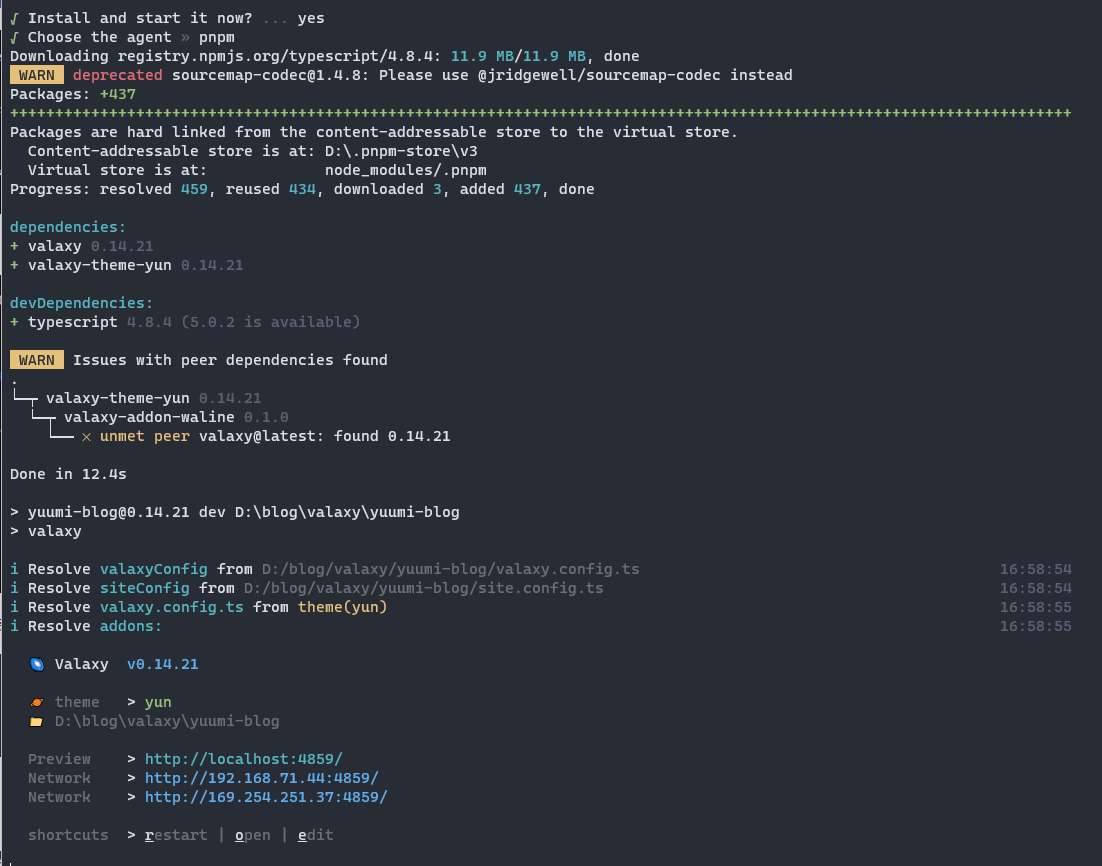 √ Install and start it now? ... yes
√ Choose the agent » pnpm
Downloading registry.npmjs.org/typescript/4.8.4: 11.9 MB/11.9 MB, done
WARN deprecated sourcemap-codec@1.4.8: Please use @jridgewell/sourcemap-codec instead
Packages: +437
++++++++++++++++++++++++++++++++++++++++++++++++++++++++++++++++++++++++++++++++++++++++++++++++++++++++++++++++++++++
Packages are hard linked from the content-addressable store to the virtual store.
Content-addressable store is at: D:\.pnpm-store\v3
Virtual store is at: node_modules/.pnpm
Progress: resolved 459, reused 434, downloaded 3, added 437, done
dependencies:
+ valaxy 0.14.21
+ valaxy-theme-yun 0.14.21
devDependencies:
+ typescript 4.8.4 (5.0.2 is available)
WARN Issues with peer dependencies found
.
└─┬ valaxy-theme-yun 0.14.21
└─┬ valaxy-addon-waline 0.1.0
└── ✕ unmet peer valaxy@latest: found 0.14.21
Done in 12.4s
> yuumi-blog@0.14.21 dev D:\blog\valaxy\yuumi-blog
> valaxy
i Resolve valaxyConfig from D:/blog/valaxy/yuumi-blog/valaxy.config.ts 16:58:54
i Resolve siteConfig from D:/blog/valaxy/yuumi-blog/site.config.ts 16:58:54
i Resolve valaxy.config.ts from theme(yun) 16:58:55
i Resolve addons: 16:58:55
Valaxy v0.14.21
theme > yun
D:\blog\valaxy\yuumi-blog
Preview > http://localhost:4859/
Network > http://192.168.71.44:4859/
Network > http://169.254.251.37:4859/
shortcuts > restart | open | edit